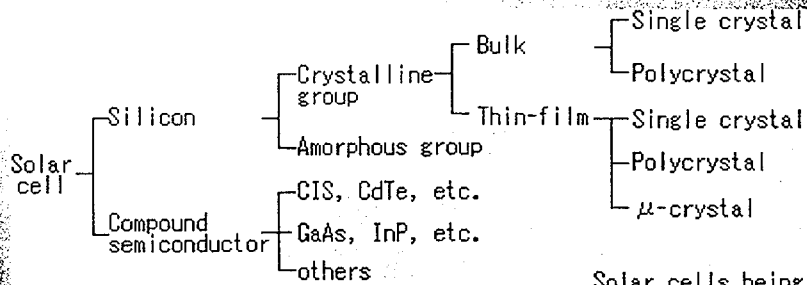 Single crystal
Bulk
Polycrystal
Crystalline
group
Thin-film
Single crystal
Silicon
Amorphous group
Polycrystal
μ-crystal
Solar
cell
CIS, CdTe, etc.
Compound
semiconductor
GaAs, InP, etc.
others
Solar cells being